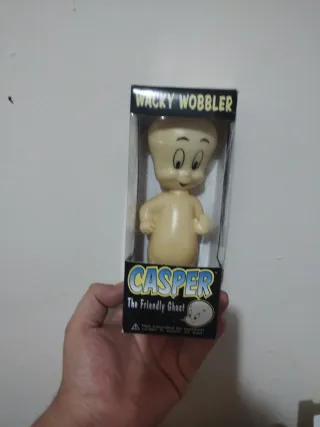 WACKY WOBBLER
CASPER
The Friendly Ghost